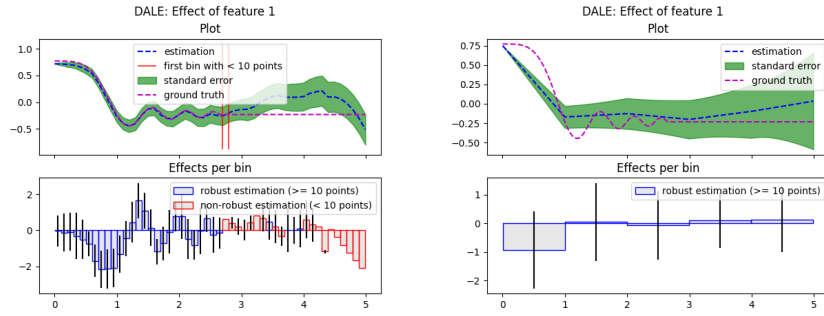 DALE: Effect of feature 1
Plot
1.0
0.5
0.0
−0.5
estimation
first bin with < 10 points
standard error
ground truth
Effects per bin
2
0
−2
robust estimation (>= 10 points)
non-robust estimation (< 10 points)
0
1
2
3
4
5
DALE: Effect of feature 1
Plot
0.75
0.50
0.25
0.00
−0.25
−0.50
estimation
standard error
ground truth
Effects per bin
1
0
−1
−2
robust estimation (>= 10 points)
0
1
2
3
4
5